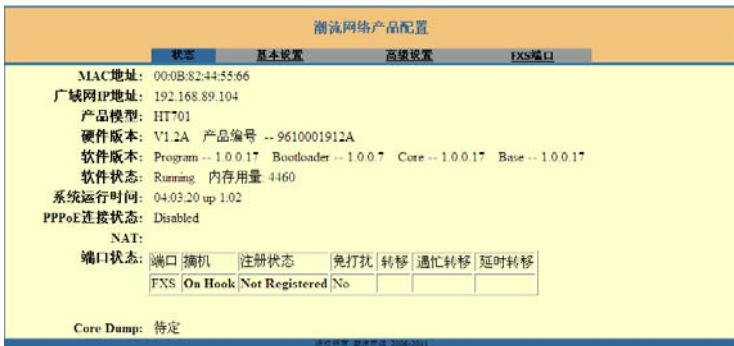 潮流网络产品配置
状态 基本设置 高级设置 FXS端口
MAC地址: 00:0B:82:44:55:66
广域网IP地址: 192.168.89.104
产品模型: HT701
硬件版本: V1.2A 产品编号 -- 9610001912A
软件版本: Program -- 1.0.0.17 Bootloader -- 1.0.0.7 Core -- 1.0.0.17 Base -- 1.0.0.17
软件状态: Running 内存用量: 4460
系统运行时间: 04:03:20 up 1:02
PPPoE连接状态: Disabled
NAT:
端口状态: 端口 摘机 注册状态 免打扰 转移 遇忙转移 延时转移
FXS On Hook Not Registered No
Core Dump: 待定